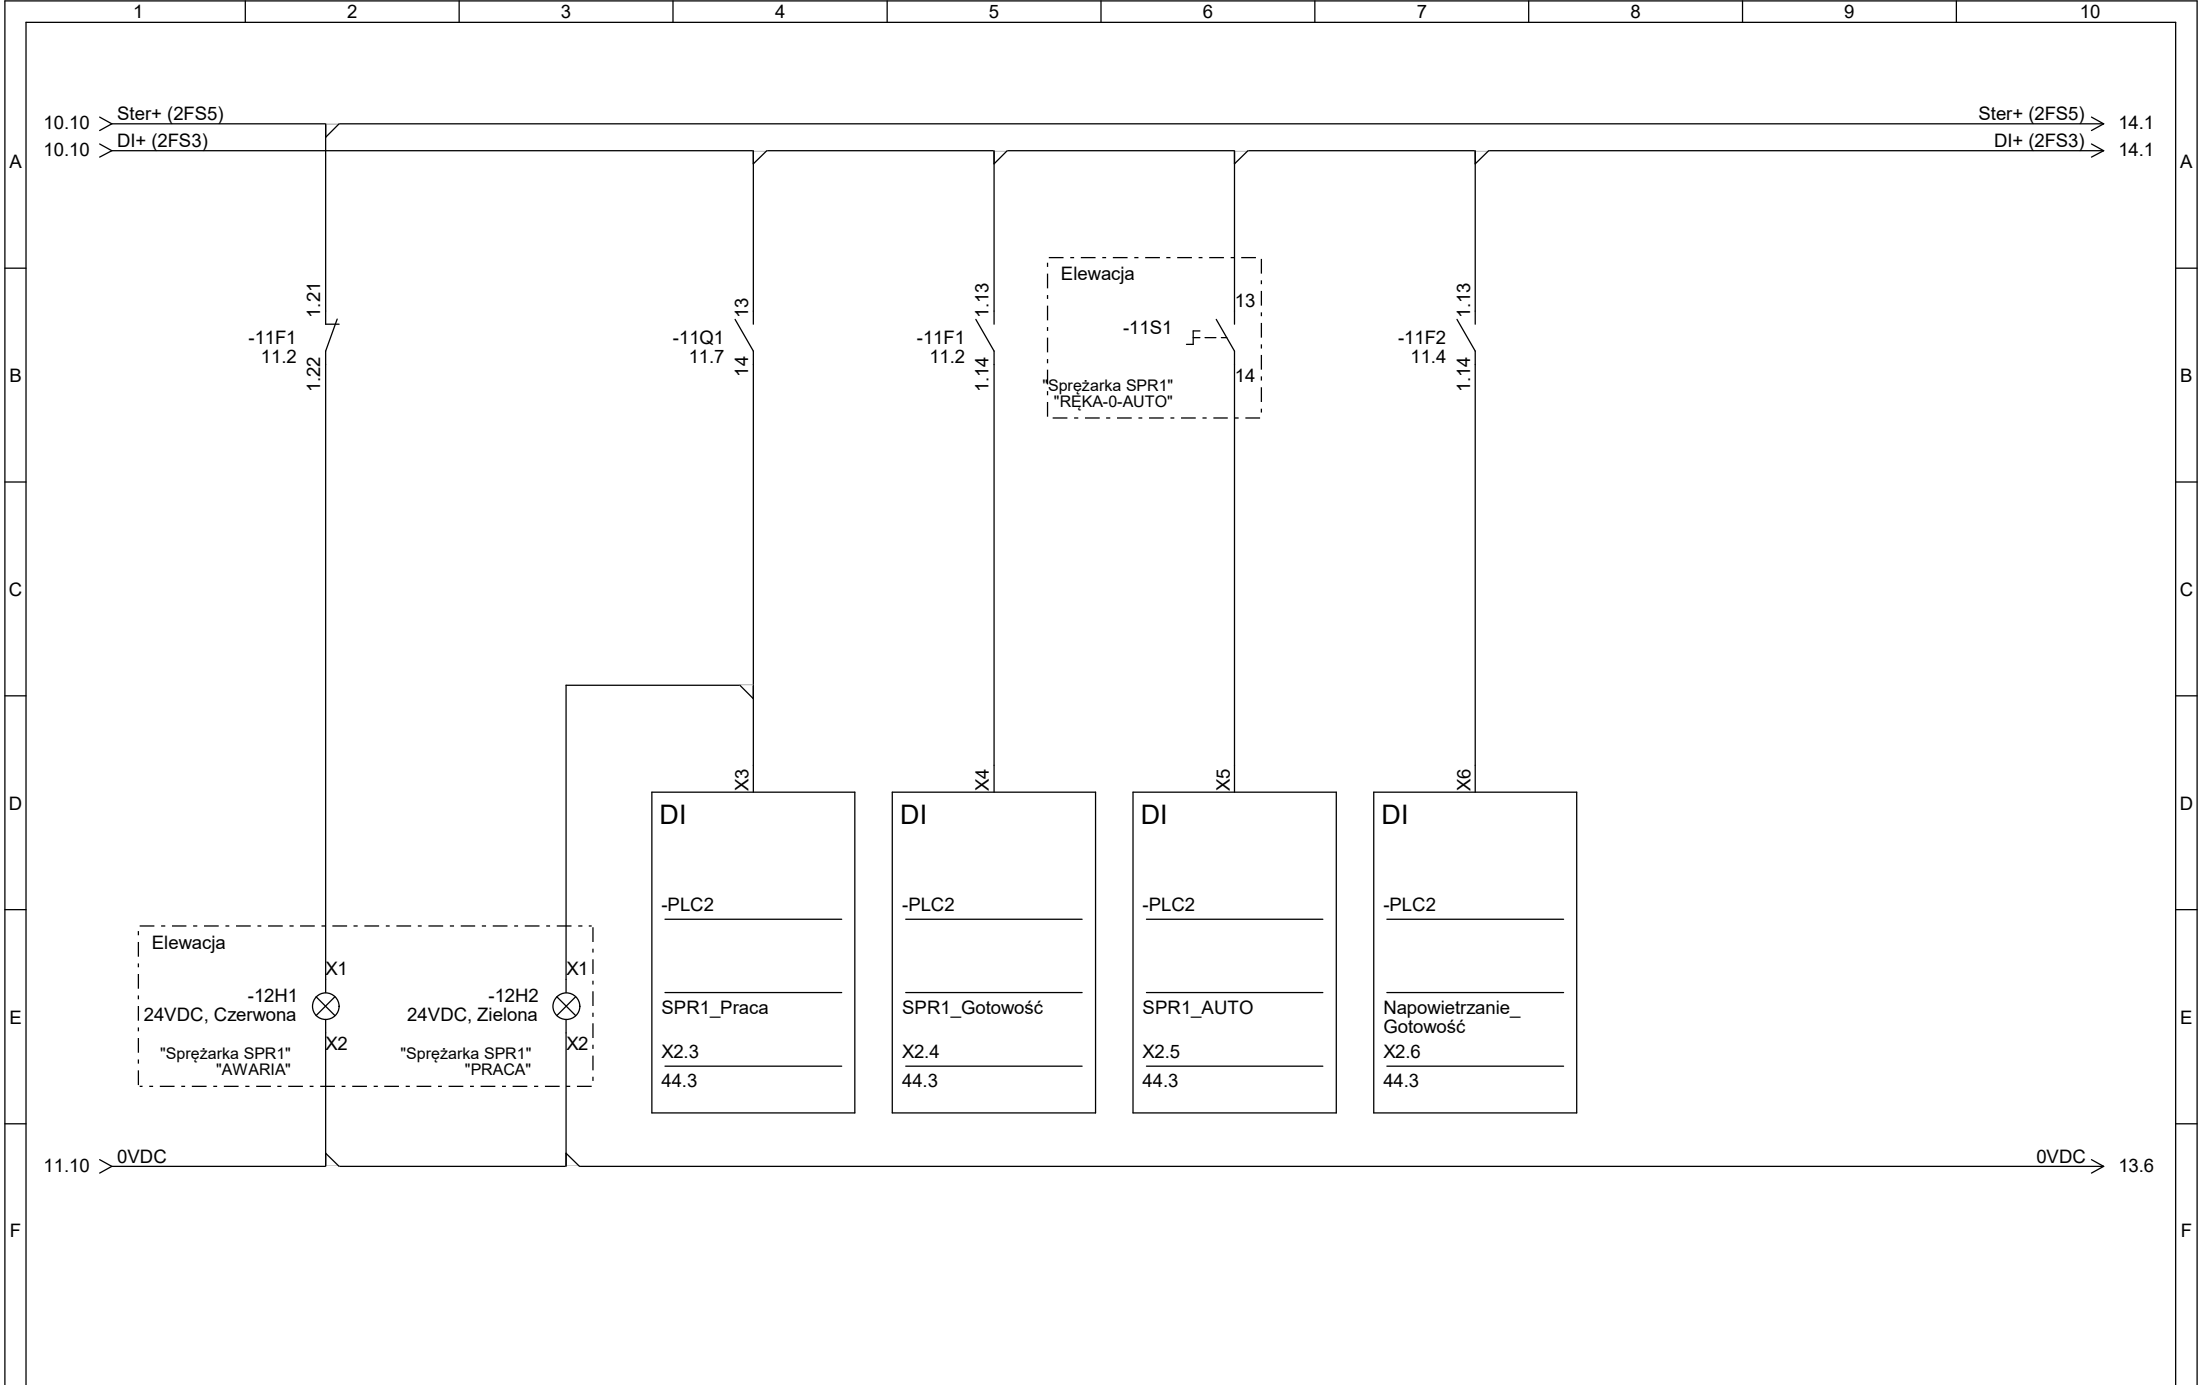 1 2 3 4 5 6 7 8 9 10
10.10 Ster+ (2FS5) Ster+ (2FS5) 14.1
10.10 DI+ (2FS3) DI+ (2FS3) 14.1
A A
Elewacja
1.21 13 1.13 13 1.13
-11F1 -11Q1 -11F1 -11S1 -11F2
11.2 11.7 11.2 11.4
1.22 14 1.14 14 1.14
B B
"Sprężarka SPR1"
"RĘKA-0-AUTO"
C C
X3 X4 X5 X6
D D
DI DI DI DI
-PLC2 -PLC2 -PLC2 -PLC2
Elewacja
X1 X1
-12H1 -12H2
24VDC, Czerwona 24VDC, Zielona
X2 X2
"Sprężarka SPR1" "Sprężarka SPR1"
"AWARIA" "PRACA"
E E
SPR1_Praca SPR1_Gotowość SPR1_AUTO Napowietrzanie_
Gotowość
X2.3 X2.4 X2.5 X2.6
44.3 44.3 44.3 44.3
11.10 0VDC 0VDC 13.6
F F